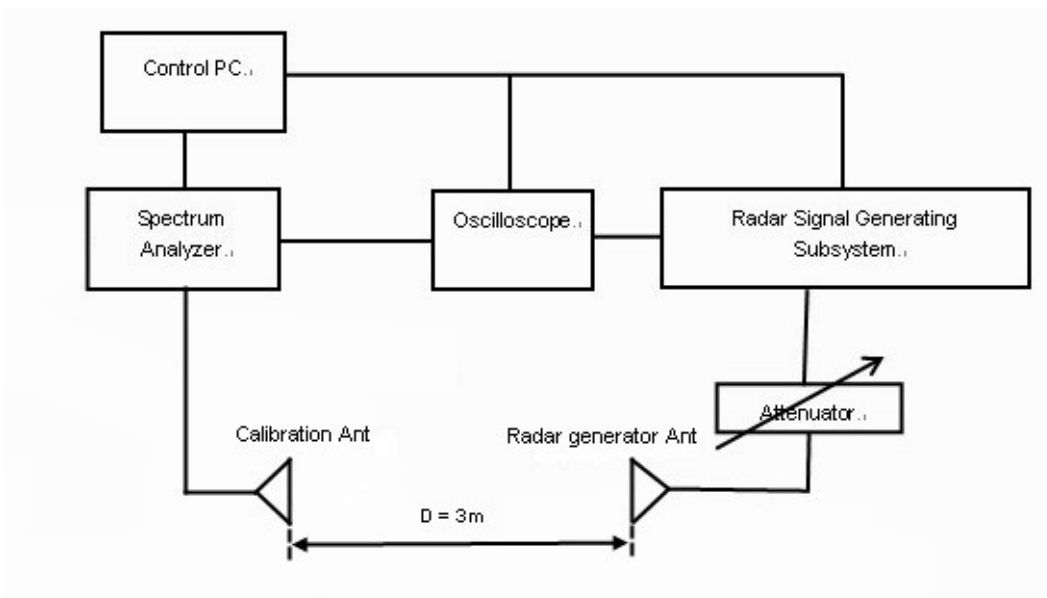 Control PC
Spectrum
Analyzer
Oscilloscope
Radar Signal Generating
Subsystem
Attenuator
Calibration Ant
Radar generator Ant
D = 3m